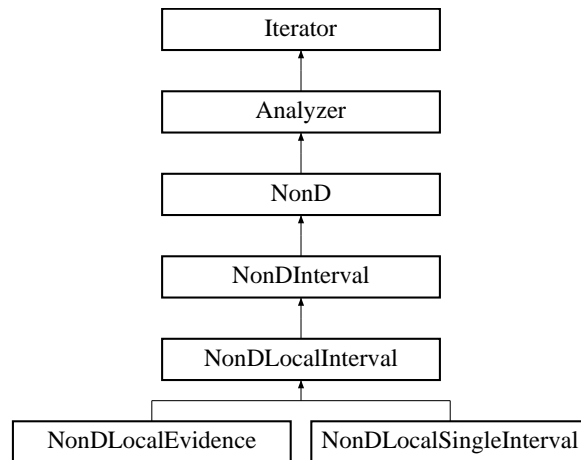 Iterator
Analyzer
NonD
NonDInterval
NonDLocalInterval
NonDLocalEvidence
NonDLocalSingleInterval